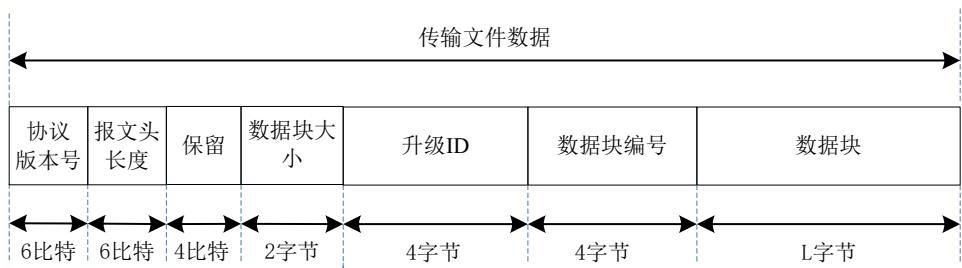 传输文件数据
协议
版本号
报文头
长度
保留
数据块大
小
升级ID
数据块编号
数据块
6比特
6比特
4比特
2字节
4字节
4字节
L字节